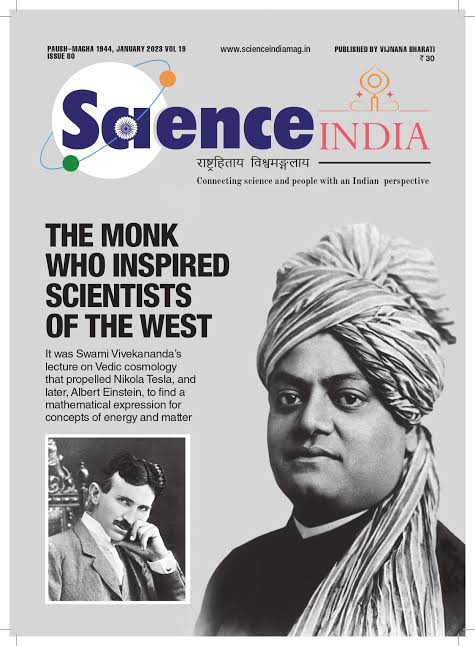 PAUSH–MAGHA 1944, JANUARY 2023 VOL 19
ISSUE 80
www.scienceindiamag.in
PUBLISHED BY VIJNANA BHARATI
₹ 30
Science
INDIA
राष्ट्रहिताय विश्वमङ्गलाय
Connecting science and people with an Indian perspective
THE MONK
WHO INSPIRED
SCIENTISTS
OF THE WEST
It was Swami Vivekananda's
lecture on Vedic cosmology
that propelled Nikola Tesla, and
later, Albert Einstein, to find a
mathematical expression for
concepts of energy and matter